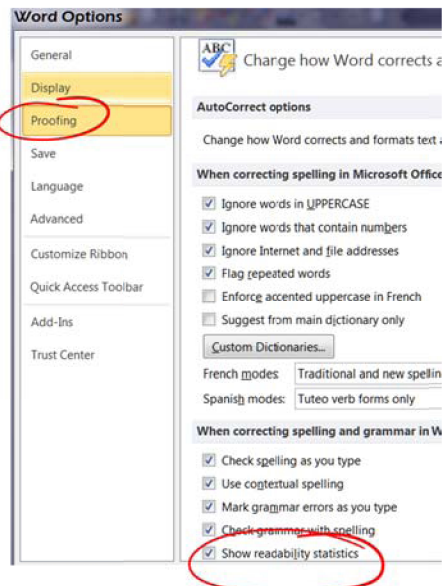 Word Options
General
Display
Proofing
Save
Language
Advanced
Customize Ribbon
Quick Access Toolbar
Add-Ins
Trust Center
ABC
Change how Word corrects a
AutoCorrect options
Change how Word corrects and formats text a
When correcting spelling in Microsoft Office
Ignore words in UPPERCASE
Ignore words that contain numbers
Ignore Internet and file addresses
Flag repeated words
Enforce accented uppercase in French
Suggest from main dictionary only
Custom Dictionaries...
French modes: Traditional and new spellin
Spanish modes: Tuteo verb forms only
When correcting spelling and grammar in W
Check spelling as you type
Use contextual spelling
Mark grammar errors as you type
Check grammar with spelling
Show readability statistics